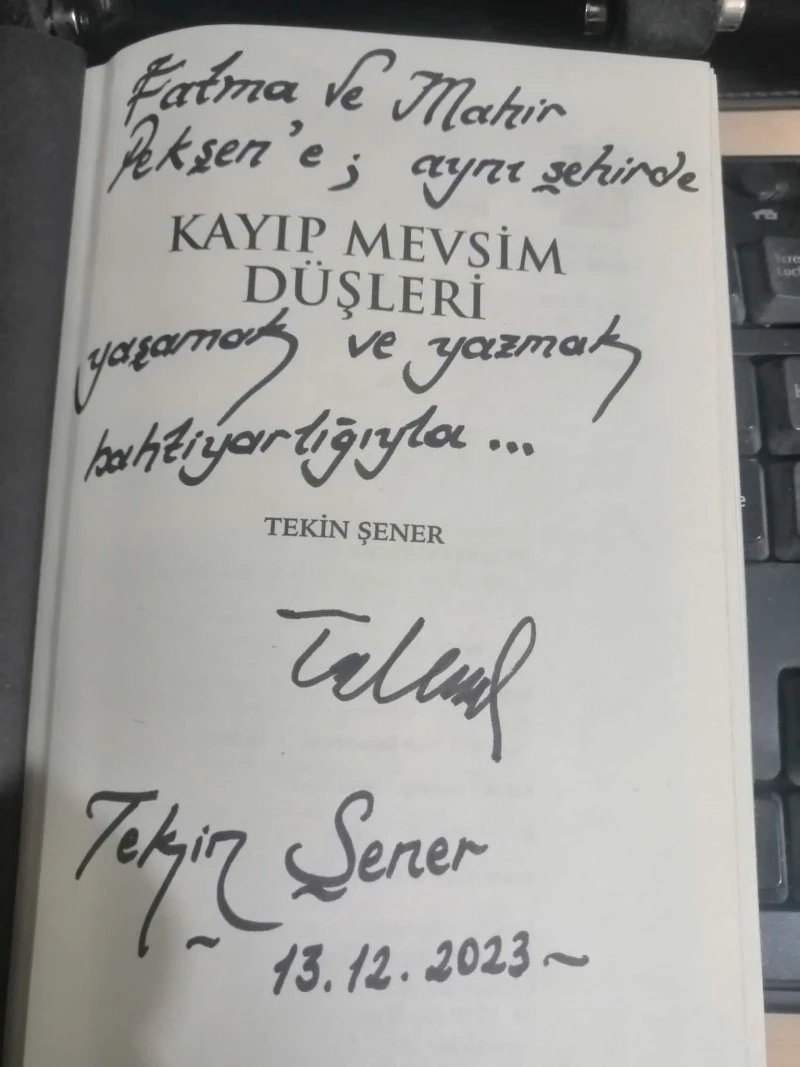 Fatma ve Mahir
Pekşen'e; aynı şehirde
KAYIP MEVSİM
DÜŞLERİ
yaşamak ve yazmak
bahtiyarlığıyla ...
TEKİN ŞENER
Tekin Şener
~ 13.12.2023 ~